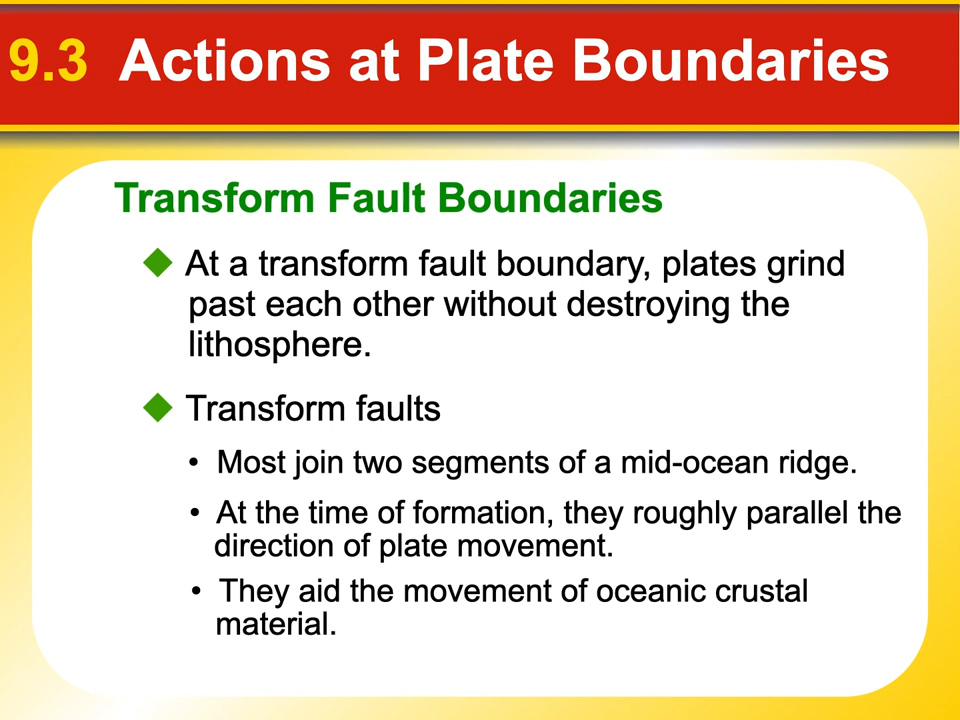 9.3 Actions at Plate Boundaries
Transform Fault Boundaries
◆ At a transform fault boundary, plates grind
past each other without destroying the
lithosphere.
◆ Transform faults
• Most join two segments of a mid-ocean ridge.
• At the time of formation, they roughly parallel the
direction of plate movement.
• They aid the movement of oceanic crustal
material.